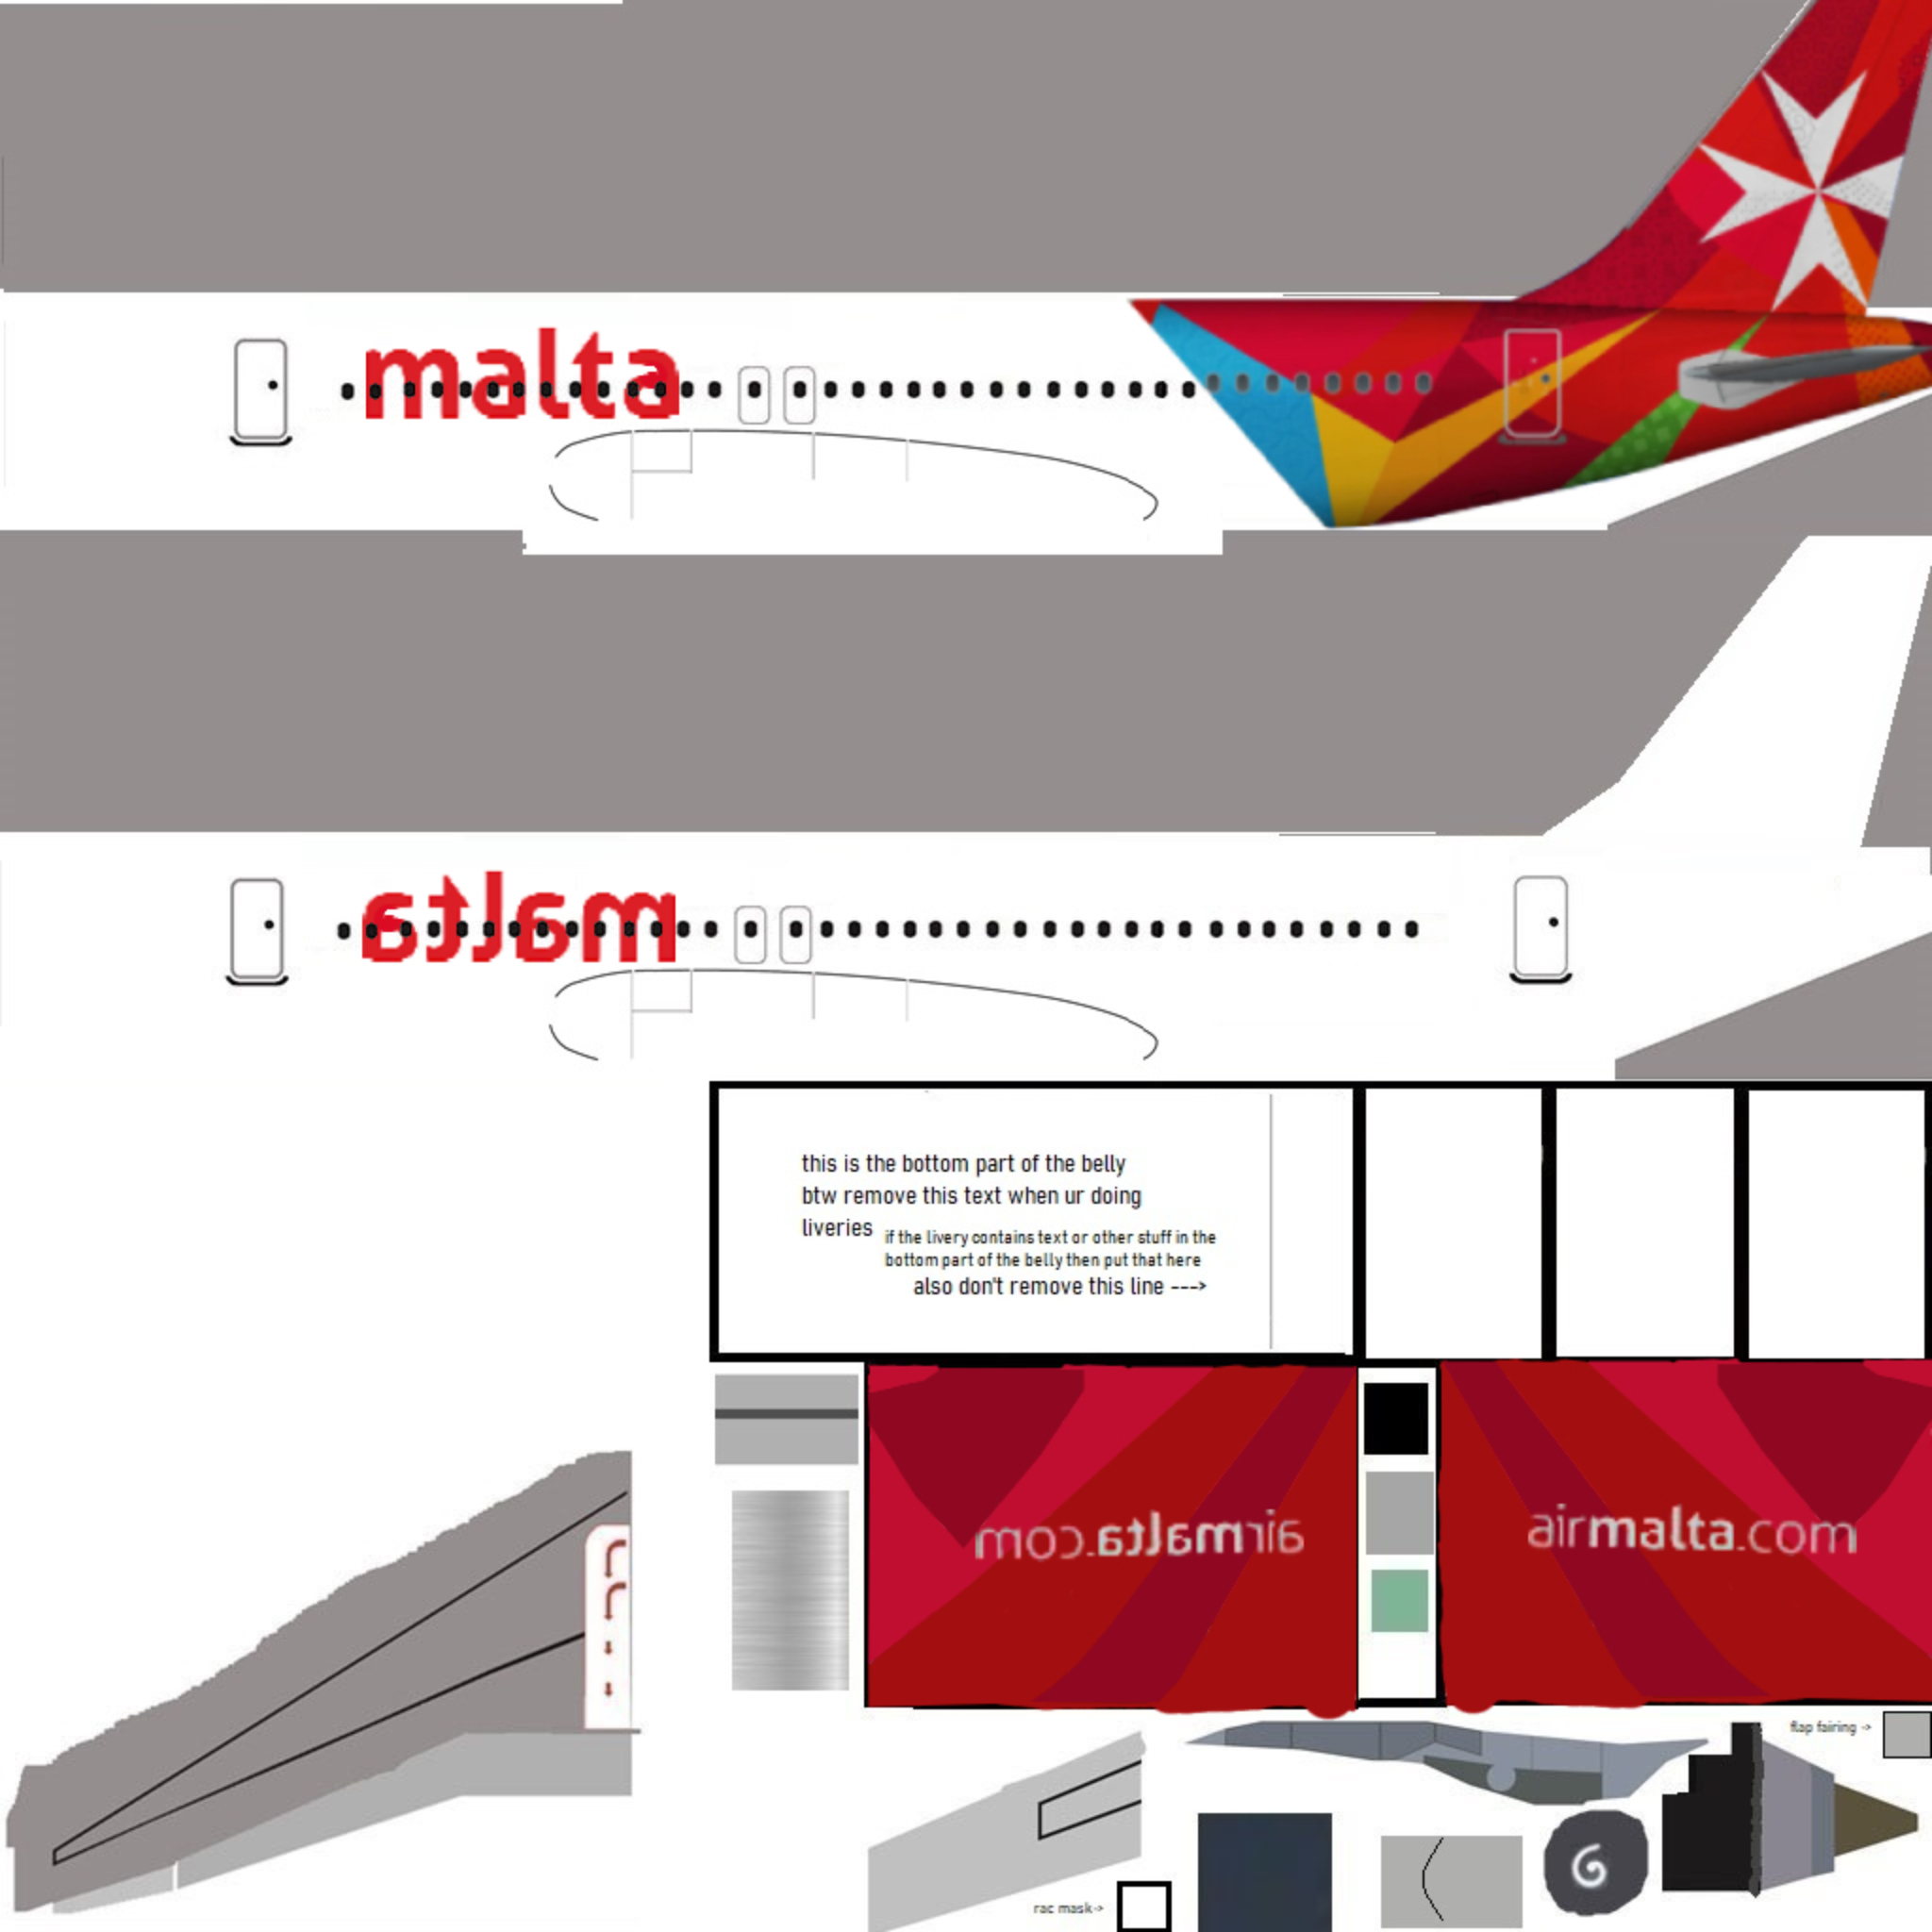 malta
malta
this is the bottom part of the belly
btw remove this text when ur doing
liveries
if the livery contains text or other stuff in the
bottom part of the belly then put that here
also don't remove this line --->
airmalta.com
airmalta.com
flap fairing ->
rac mask->